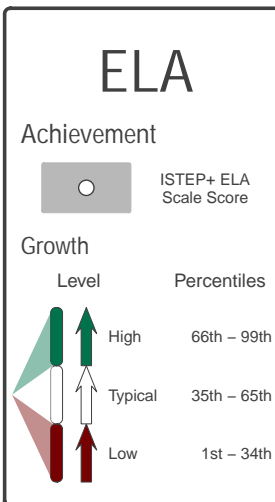 ELA
Achievement
ISTEP+ ELA
Scale Score
Growth
Level Percentiles
High 66th – 99th
Typical 35th – 65th
Low 1st – 34th